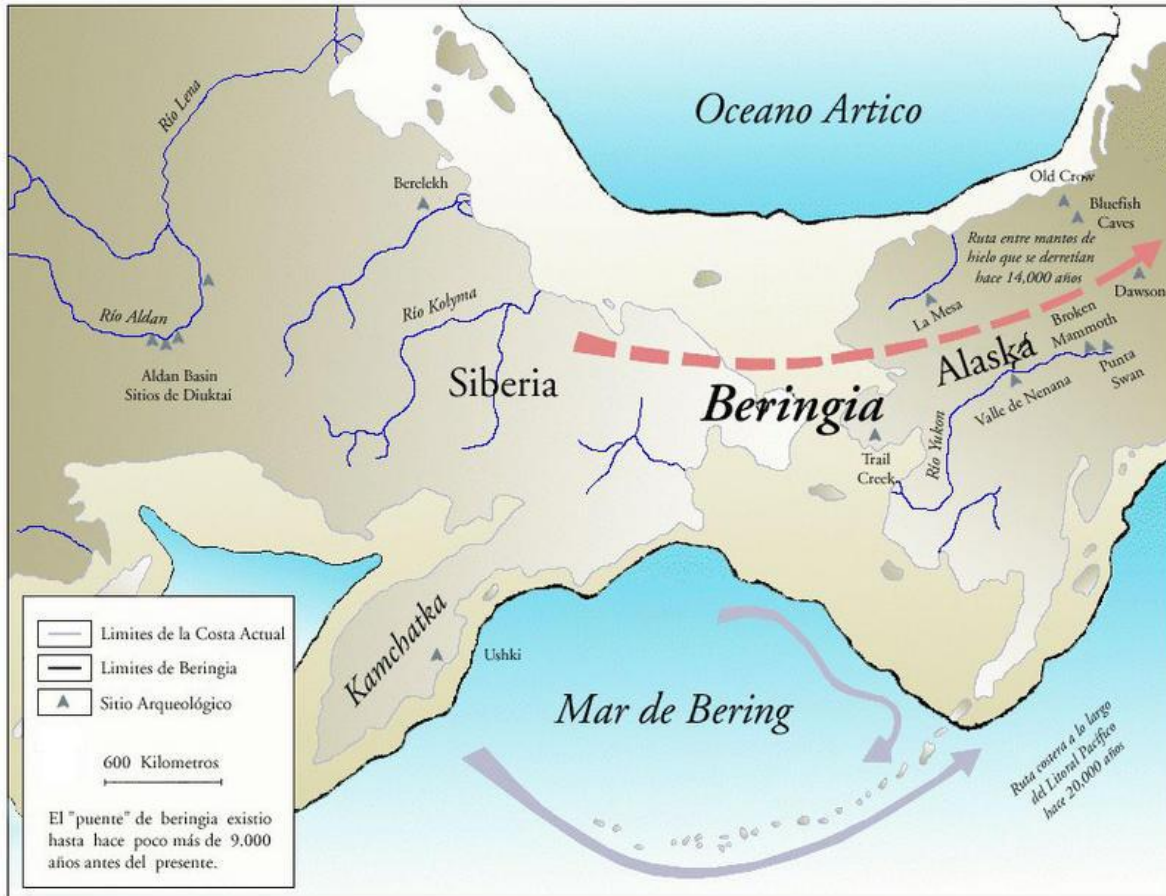 Oceano Artico
Río Lena
Berelekh
Old Crow
Bluefish
Caves
Ruta entre mantos de
hielo que se derretían
hace 14,000 años
Dawson
La Mesa
Río Kolyma
Río Aldan
Aldan Basin
Sitios de Diuktai
Siberia
Beringia
Alaska
Broken
Mammoth
Punta
Swan
Valle de Nenana
Río Yukon
Trail
Creek
Kamchatka
Ushki
Mar de Bering
Ruta costera a lo largo
del Litoral Pacífico
hace 20,000 años
Limites de la Costa Actual
Limites de Beringia
Sitio Arqueológico
600 Kilometros
El "puente" de beringia existio
hasta hace poco más de 9.000
años antes del presente.